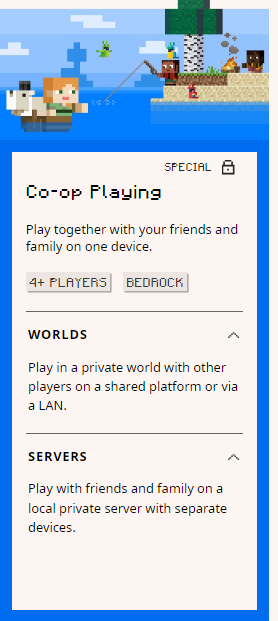 SPECIAL
Co-op Playing
Play together with your friends and
family on one device.
4+ PLAYERS BEDROCK
WORLDS
Play in a private world with other
players on a shared platform or via
a LAN.
SERVERS
Play with friends and family on a
local private server with separate
devices.